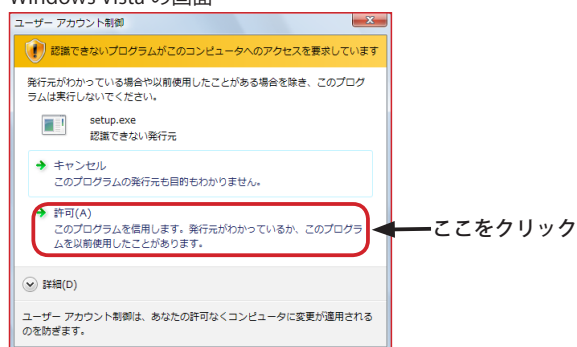 Windows Vista の画面
ユーザー アカウント制御
認識できないプログラムがこのコンピュータへのアクセスを要求しています
発行元がわかっている場合や以前使用したことがある場合を除き、このプログ
ラムは実行しないでください。
setup.exe
認識できない発行元
キャンセル
このプログラムの発行元も目的もわかりません。
許可(A)
このプログラムを信用します。発行元がわかっているか、このプログラ
ムを以前使用したことがあります。
ここをクリック
詳細(D)
ユーザー アカウント制御は、あなたの許可なくコンピュータに変更が適用される
のを防ぎます。